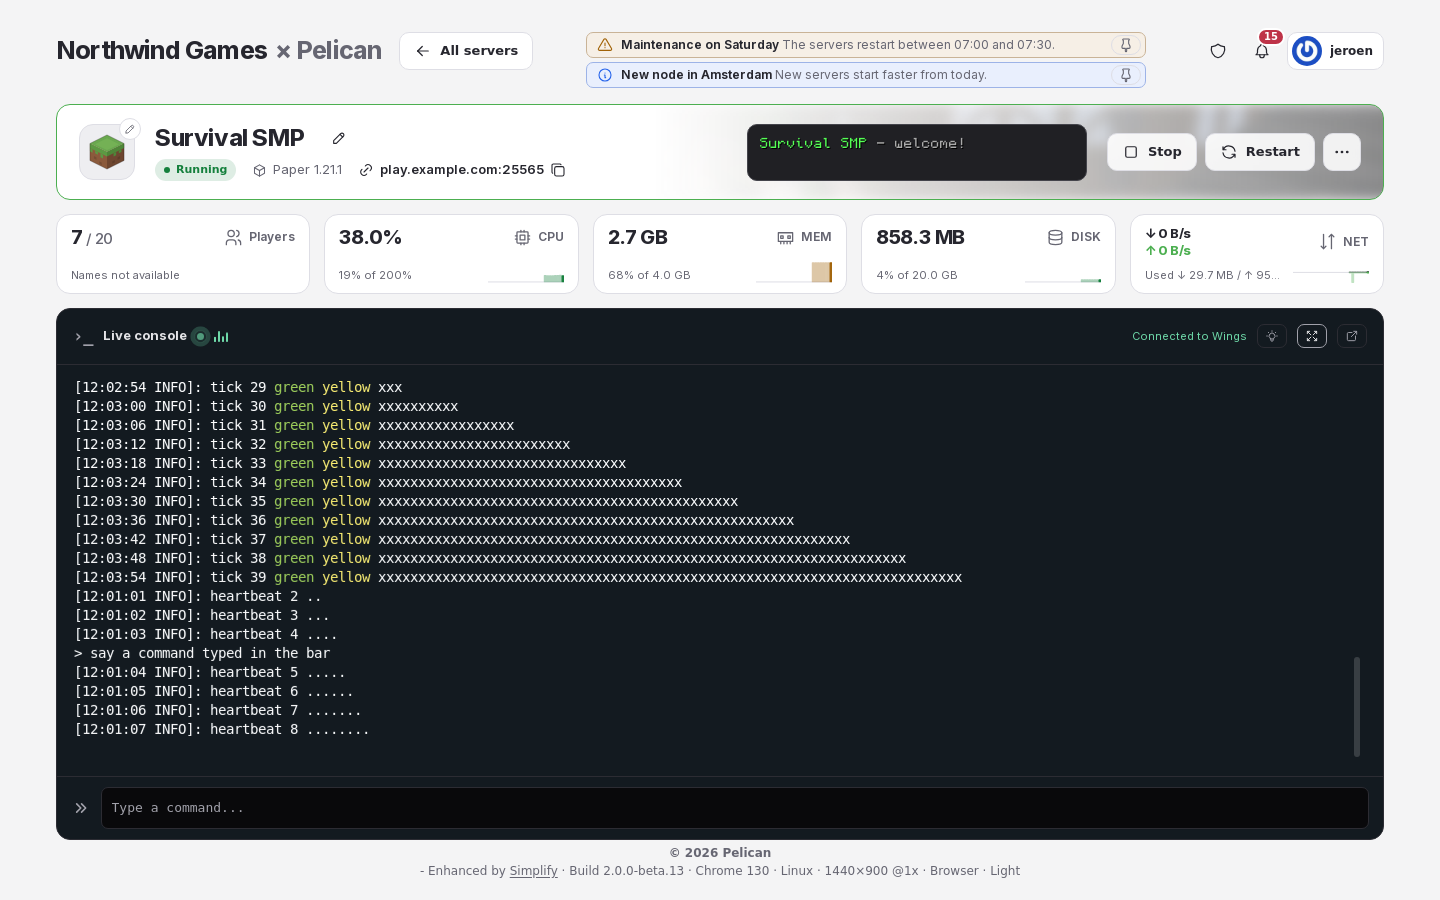 Northwind Games × Pelican
All servers
Maintenance on Saturday The servers restart between 07:00 and 07:30.
New node in Amsterdam New servers start faster from today.
15
jeroen
Survival SMP
Running
Paper 1.21.1
play.example.com:25565
Survival SMP – welcome!
Stop
Restart
7 / 20
Players
Names not available
38.0%
CPU
19% of 200%
2.7 GB
MEM
68% of 4.0 GB
858.3 MB
DISK
4% of 20.0 GB
↓ 0 B/s
↑ 0 B/s
NET
Used ↓ 29.7 MB / ↑ 95...
Live console
Connected to Wings
[12:02:54 INFO]: tick 29 green yellow xxx
[12:03:00 INFO]: tick 30 green yellow xxxxxxxxxx
[12:03:06 INFO]: tick 31 green yellow xxxxxxxxxxxxxxxxx
[12:03:12 INFO]: tick 32 green yellow xxxxxxxxxxxxxxxxxxxxxxxx
[12:03:18 INFO]: tick 33 green yellow xxxxxxxxxxxxxxxxxxxxxxxxxxxxxxx
[12:03:24 INFO]: tick 34 green yellow xxxxxxxxxxxxxxxxxxxxxxxxxxxxxxxxxxxxxx
[12:03:30 INFO]: tick 35 green yellow xxxxxxxxxxxxxxxxxxxxxxxxxxxxxxxxxxxxxxxxxxxxx
[12:03:36 INFO]: tick 36 green yellow xxxxxxxxxxxxxxxxxxxxxxxxxxxxxxxxxxxxxxxxxxxxxxxxxxxx
[12:03:42 INFO]: tick 37 green yellow xxxxxxxxxxxxxxxxxxxxxxxxxxxxxxxxxxxxxxxxxxxxxxxxxxxxxxxxxxx
[12:03:48 INFO]: tick 38 green yellow xxxxxxxxxxxxxxxxxxxxxxxxxxxxxxxxxxxxxxxxxxxxxxxxxxxxxxxxxxxxxxxxxx
[12:03:54 INFO]: tick 39 green yellow xxxxxxxxxxxxxxxxxxxxxxxxxxxxxxxxxxxxxxxxxxxxxxxxxxxxxxxxxxxxxxxxxxxxxxxxx
[12:01:01 INFO]: heartbeat 2 ..
[12:01:02 INFO]: heartbeat 3 ...
[12:01:03 INFO]: heartbeat 4 ....
> say a command typed in the bar
[12:01:04 INFO]: heartbeat 5 .....
[12:01:05 INFO]: heartbeat 6 ......
[12:01:06 INFO]: heartbeat 7 .......
[12:01:07 INFO]: heartbeat 8 ........
Type a command...
© 2026 Pelican
- Enhanced by Simplify · Build 2.0.0-beta.13 · Chrome 130 · Linux · 1440×900 @1x · Browser · Light